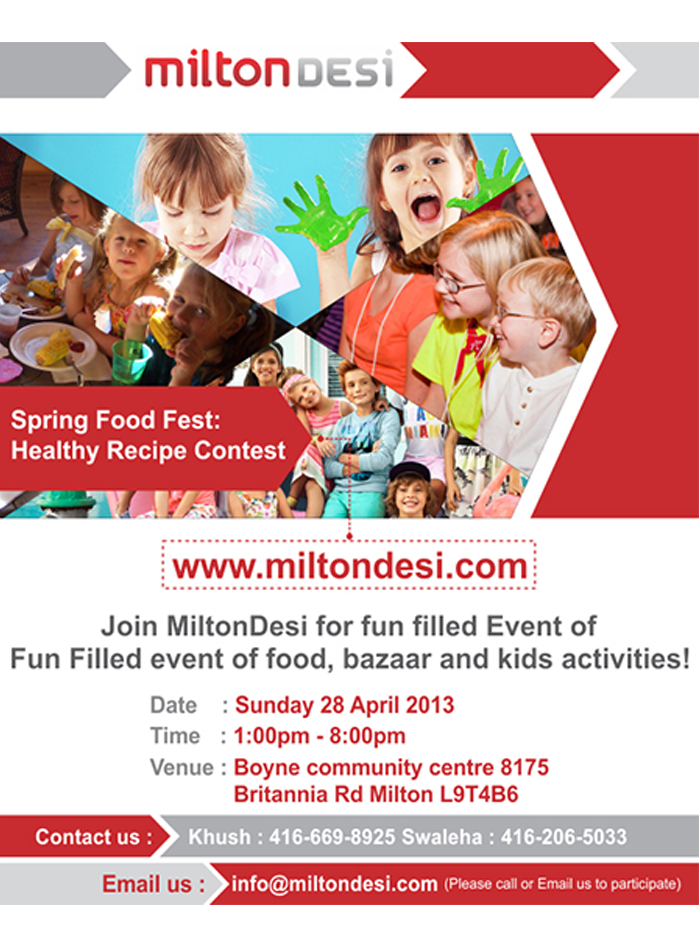 milton DESi
Spring Food Fest:
Healthy Recipe Contest
www.miltondesi.com
Join MiltonDesi for fun filled Event of
Fun Filled event of food, bazaar and kids activities!
Date : Sunday 28 April 2013
Time : 1:00pm - 8:00pm
Venue : Boyne community centre 8175
Britannia Rd Milton L9T4B6
Contact us : Khush : 416-669-8925 Swaleha : 416-206-5033
Email us : info@miltondesi.com (Please call or Email us to participate)